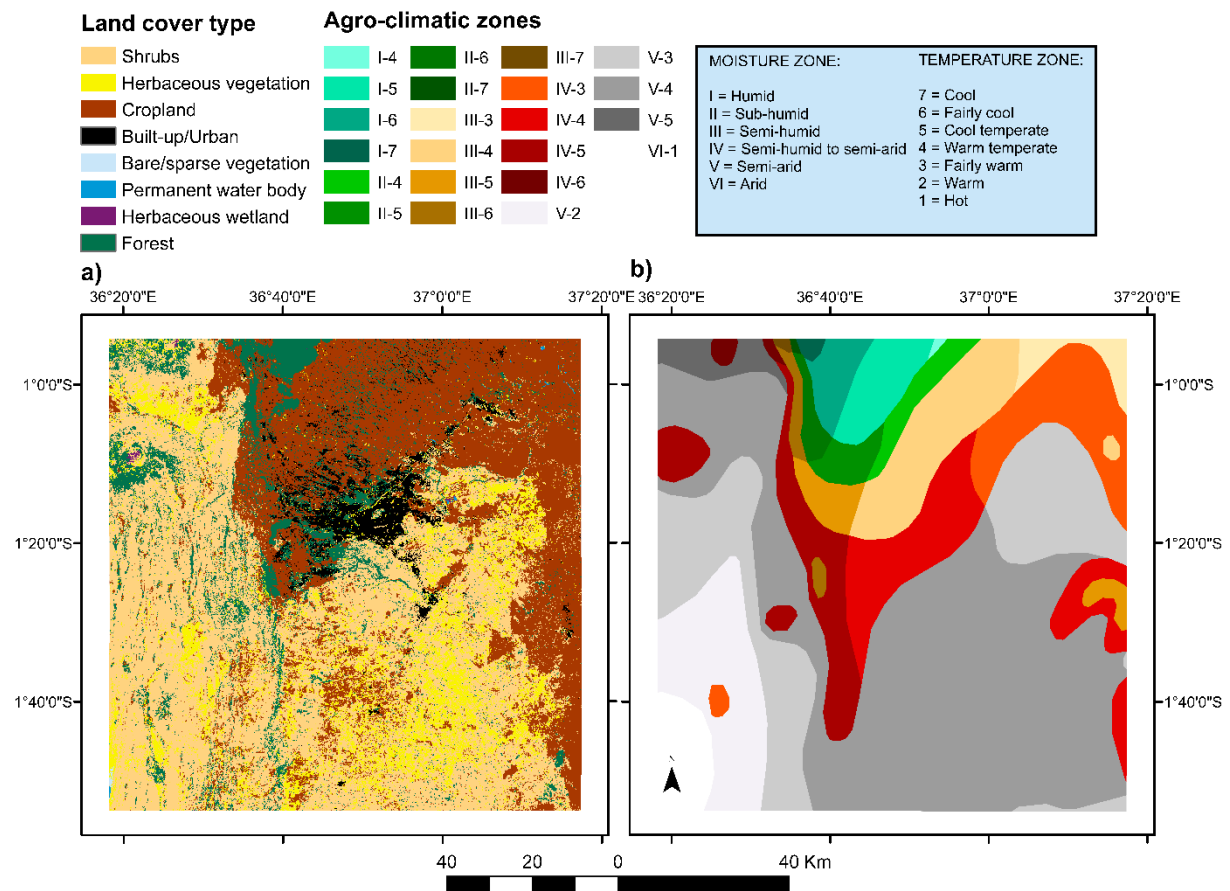 Land cover type
Shrubs
Herbaceous vegetation
Cropland
Built-up/Urban
Bare/sparse vegetation
Permanent water body
Herbaceous wetland
Forest
Agro-climatic zones
I-4
I-5
I-6
I-7
II-4
II-5
II-6
II-7
III-3
III-4
III-5
III-6
III-7
IV-3
IV-4
IV-5
IV-6
V-2
V-3
V-4
V-5
VI-1
MOISTURE ZONE:
I = Humid
II = Sub-humid
III = Semi-humid
IV = Semi-humid to semi-arid
V = Semi-arid
VI = Arid
TEMPERATURE ZONE:
7 = Cool
6 = Fairly cool
5 = Cool temperate
4 = Warm temperate
3 = Fairly warm
2 = Warm
1 = Hot
a)
36°20'0"E 36°40'0"E 37°0'0"E 37°20'0"E
1°0'0"S
1°20'0"S
1°40'0"S
b)
36°20'0"E 36°40'0"E 37°0'0"E 37°20'0"E
1°0'0"S
1°20'0"S
1°40'0"S
40 20 0 40 Km